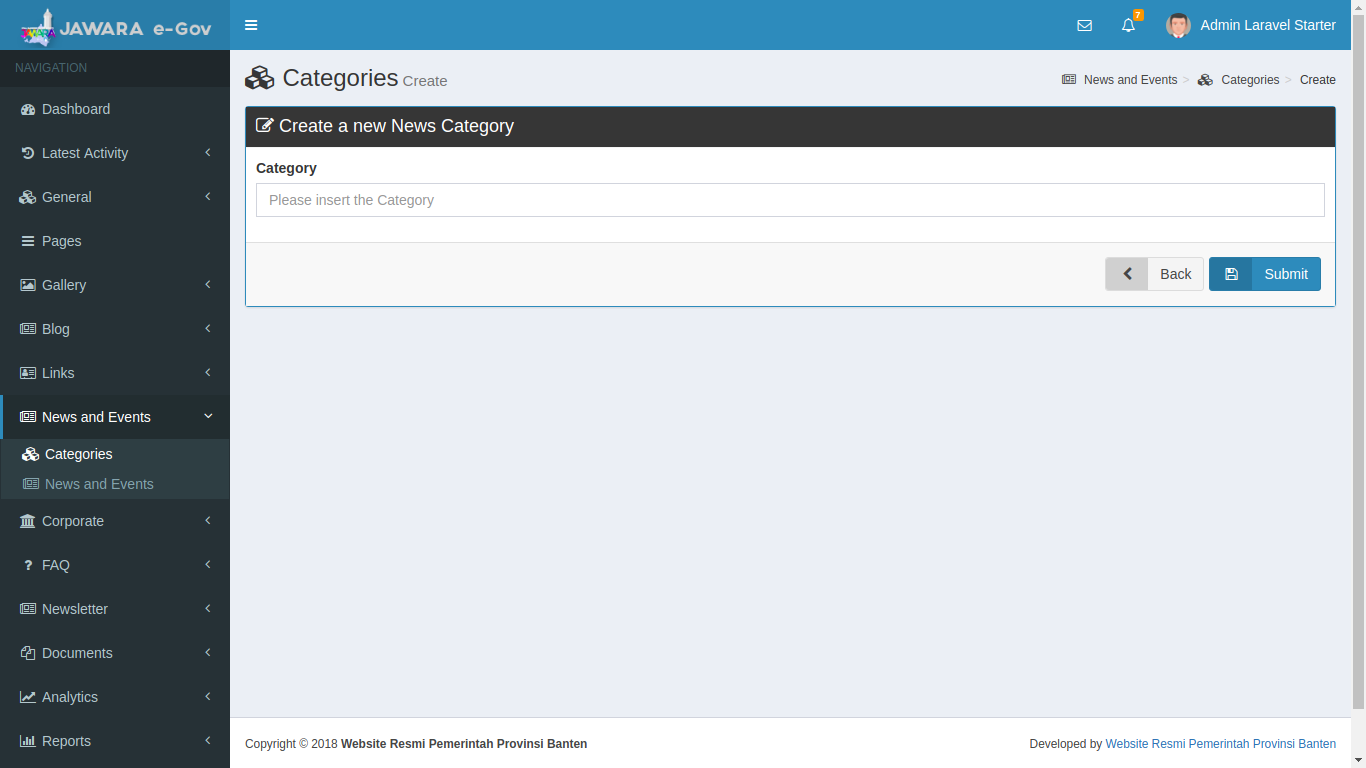 JAWARA e-Gov
7
Admin Laravel Starter
NAVIGATION
Dashboard
Latest Activity
General
Pages
Gallery
Blog
Links
News and Events
Categories
News and Events
Corporate
FAQ
Newsletter
Documents
Analytics
Reports
Categories Create
News and Events > Categories > Create
Create a new News Category
Category
Please insert the Category
Back
Submit
Copyright © 2018 Website Resmi Pemerintah Provinsi Banten
Developed by Website Resmi Pemerintah Provinsi Banten